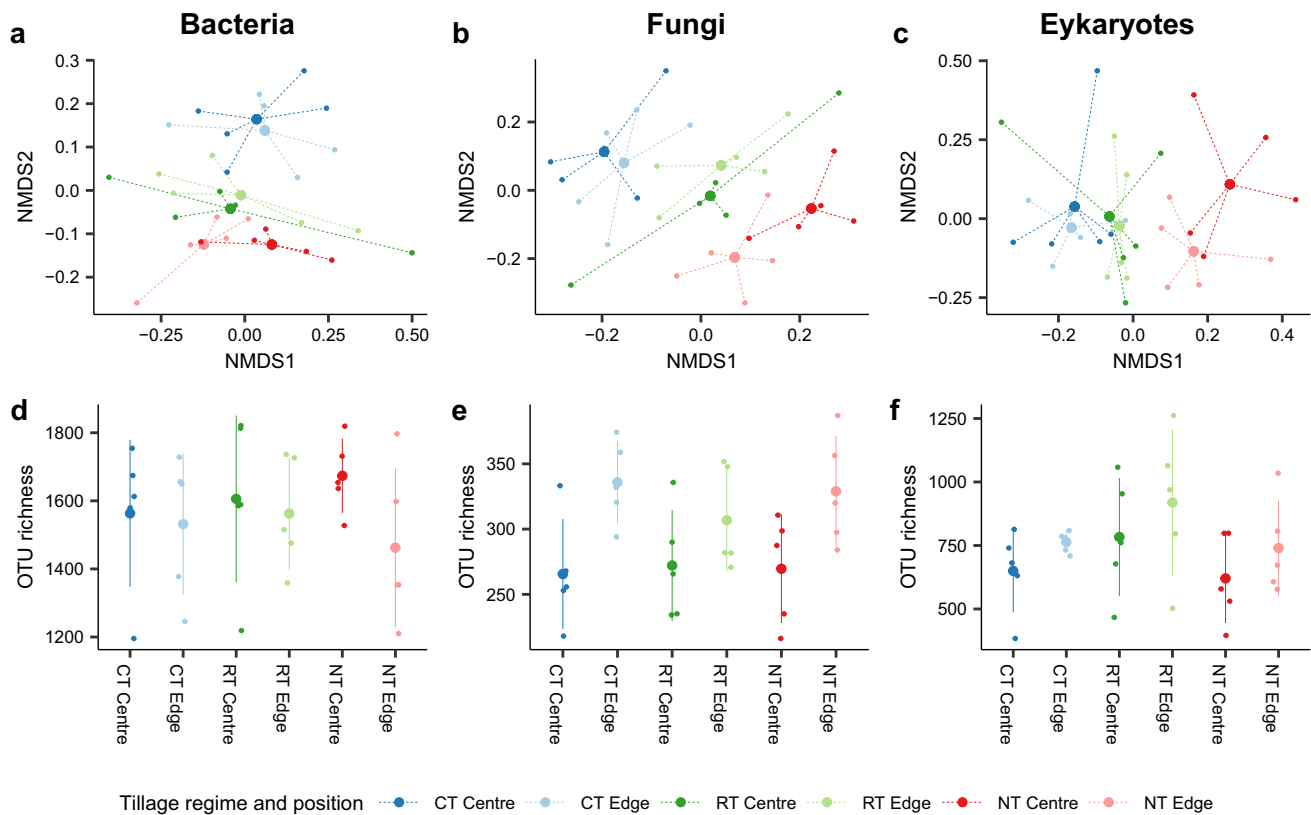 Bacteria
Fungi
Eykaryotes
a
b
c
0.3
0.2
0.1
0.0
−0.1
−0.2
NMDS2
−0.25
0.00
0.25
0.50
NMDS1
0.2
0.0
−0.2
NMDS2
−0.2
0.0
0.2
NMDS1
0.50
0.25
0.00
−0.25
NMDS2
−0.2
0.0
0.2
0.4
NMDS1
d
e
f
1800
1600
1400
1200
OTU richness
CT Centre
CT Edge
RT Centre
RT Edge
NT Centre
NT Edge
350
300
250
OTU richness
CT Centre
CT Edge
RT Centre
RT Edge
NT Centre
NT Edge
1250
1000
750
500
OTU richness
CT Centre
CT Edge
RT Centre
RT Edge
NT Centre
NT Edge
Tillage regime and position CT Centre CT Edge RT Centre RT Edge NT Centre NT Edge